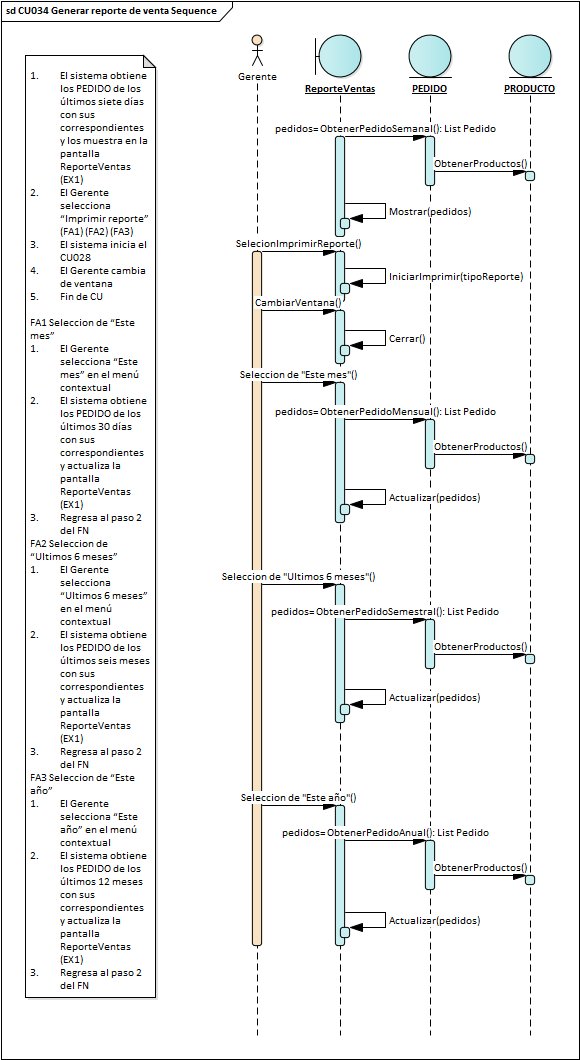 sd CU034 Generar reporte de venta Sequence
1. El sistema obtiene
los PEDIDO de los
últimos siete días
con sus
correspondientes
y los muestra en la
pantalla
ReporteVentas
(EX1)
2. El Gerente
selecciona
“Imprimir reporte”
(FA1) (FA2) (FA3)
3. El sistema inicia el
CU028
4. El Gerente cambia
de ventana
5. Fin de CU
FA1 Seleccion de “Este
mes”
1. El Gerente
selecciona “Este
mes” en el menú
contextual
2. El sistema obtiene
los PEDIDO de los
últimos 30 días
con sus
correspondientes
y actualiza la
pantalla
ReporteVentas
(EX1)
3. Regresa al paso 2
del FN
FA2 Seleccion de
“Ultimos 6 meses”
1. El Gerente
selecciona
“Ultimos 6 meses”
en el menú
contextual
2. El sistema obtiene
los PEDIDO de los
últimos seis meses
con sus
correspondientes
y actualiza la
pantalla
ReporteVentas
(EX1)
3. Regresa al paso 2
del FN
FA3 Seleccion de “Este
año”
1. El Gerente
selecciona “Este
año” en el menú
contextual
2. El sistema obtiene
los PEDIDO de los
últimos 12 meses
con sus
correspondientes
y actualiza la
pantalla
ReporteVentas
(EX1)
3. Regresa al paso 2
del FN
Gerente
ReporteVentas
PEDIDO
PRODUCTO
pedidos= ObtenerPedidoSemanal(): List Pedido
ObtenerProductos()
Mostrar(pedidos)
SelecionImprimirReporte()
IniciarImprimir(tipoReporte)
CambiarVentana()
Cerrar()
Seleccion de "Este mes"()
pedidos= ObtenerPedidoMensual(): List Pedido
ObtenerProductos()
Actualizar(pedidos)
Seleccion de "Ultimos 6 meses"()
pedidos= ObtenerPedidoSemestral(): List Pedido
ObtenerProductos()
Actualizar(pedidos)
Seleccion de "Este año"()
pedidos= ObtenerPedidoAnual(): List Pedido
ObtenerProductos()
Actualizar(pedidos)